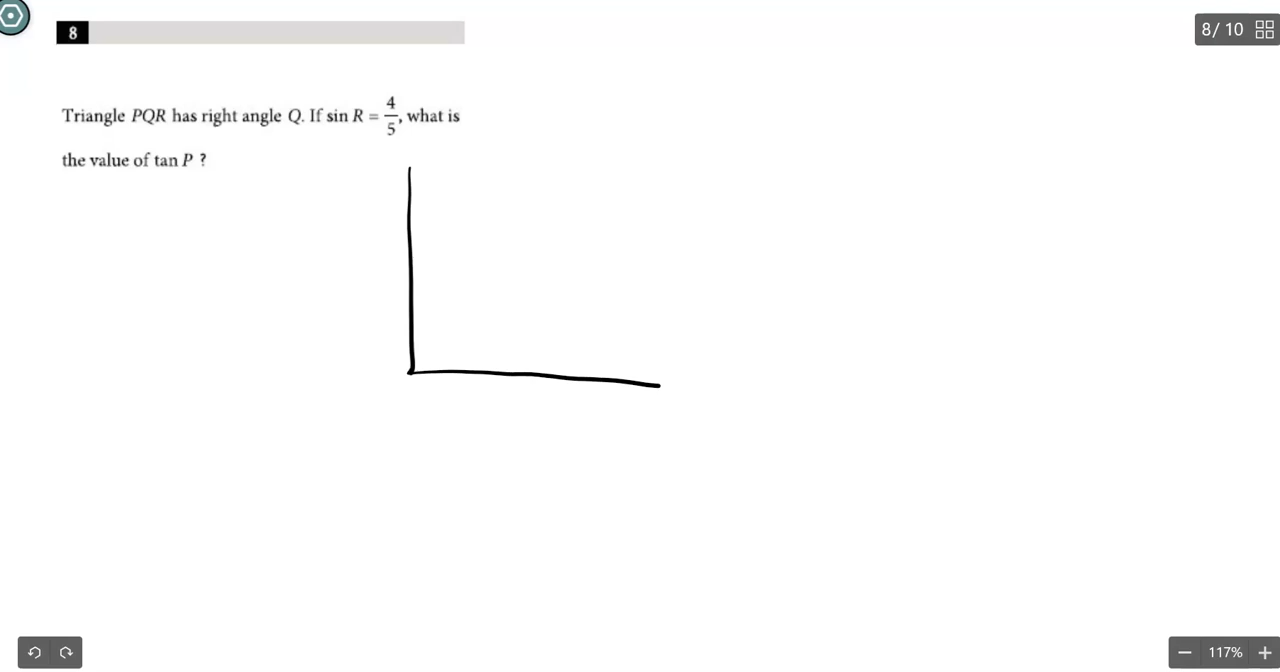 8
8/ 10
Triangle PQR has right angle Q. If sin R = 4/5, what is
the value of tan P ?
117%